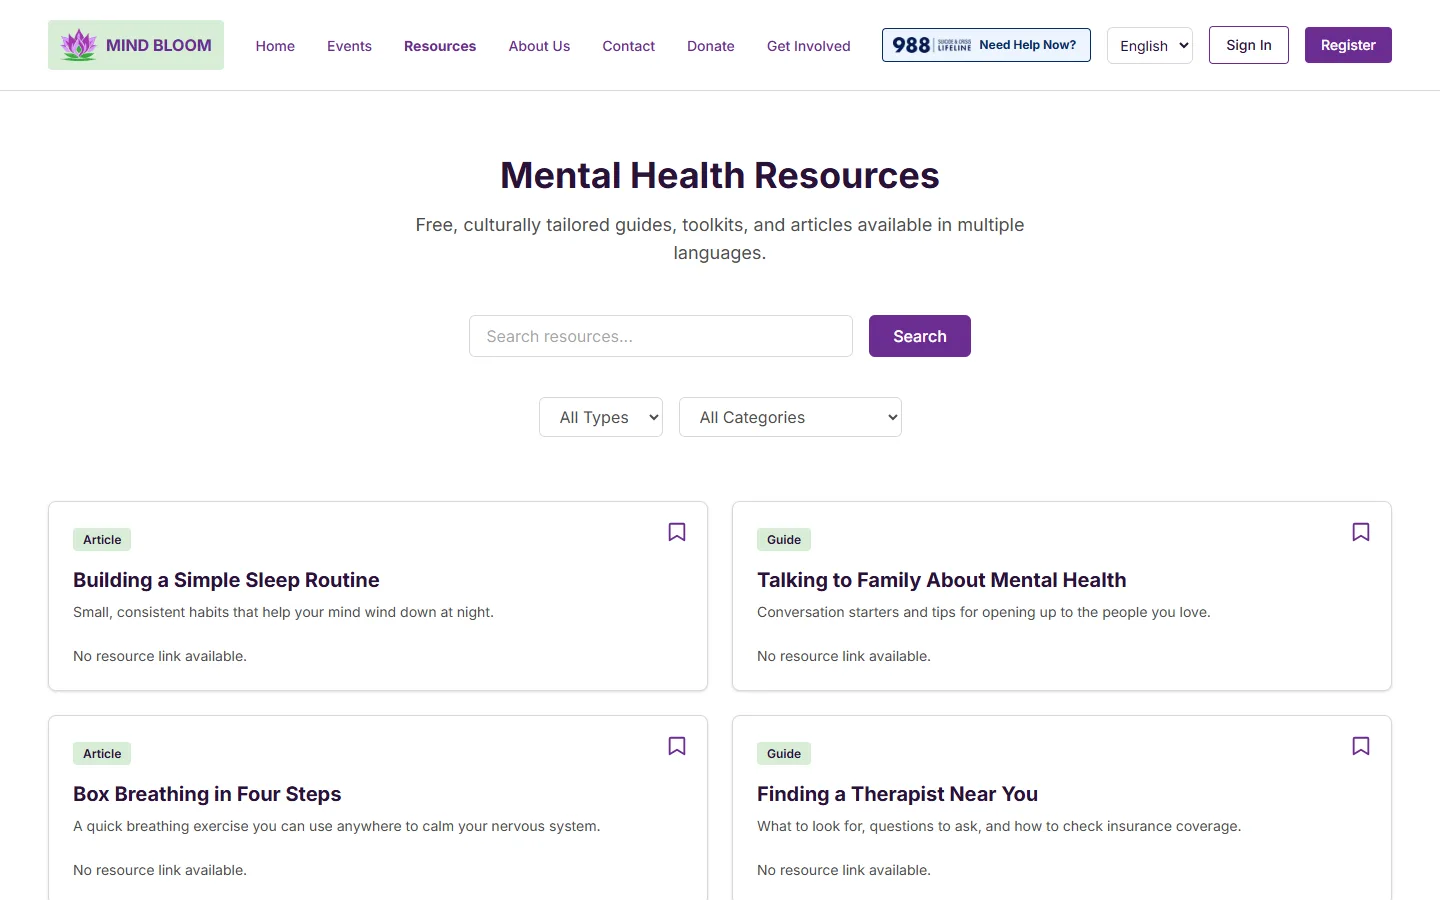 MIND BLOOM
Home
Events
Resources
About Us
Contact
Donate
Get Involved
988 SUICIDE & CRISIS LIFELINE Need Help Now?
English
Sign In
Register
Mental Health Resources
Free, culturally tailored guides, toolkits, and articles available in multiple
languages.
Search resources...
Search
All Types
All Categories
Article
Building a Simple Sleep Routine
Small, consistent habits that help your mind wind down at night.
No resource link available.
Guide
Talking to Family About Mental Health
Conversation starters and tips for opening up to the people you love.
No resource link available.
Article
Box Breathing in Four Steps
A quick breathing exercise you can use anywhere to calm your nervous system.
No resource link available.
Guide
Finding a Therapist Near You
What to look for, questions to ask, and how to check insurance coverage.
No resource link available.